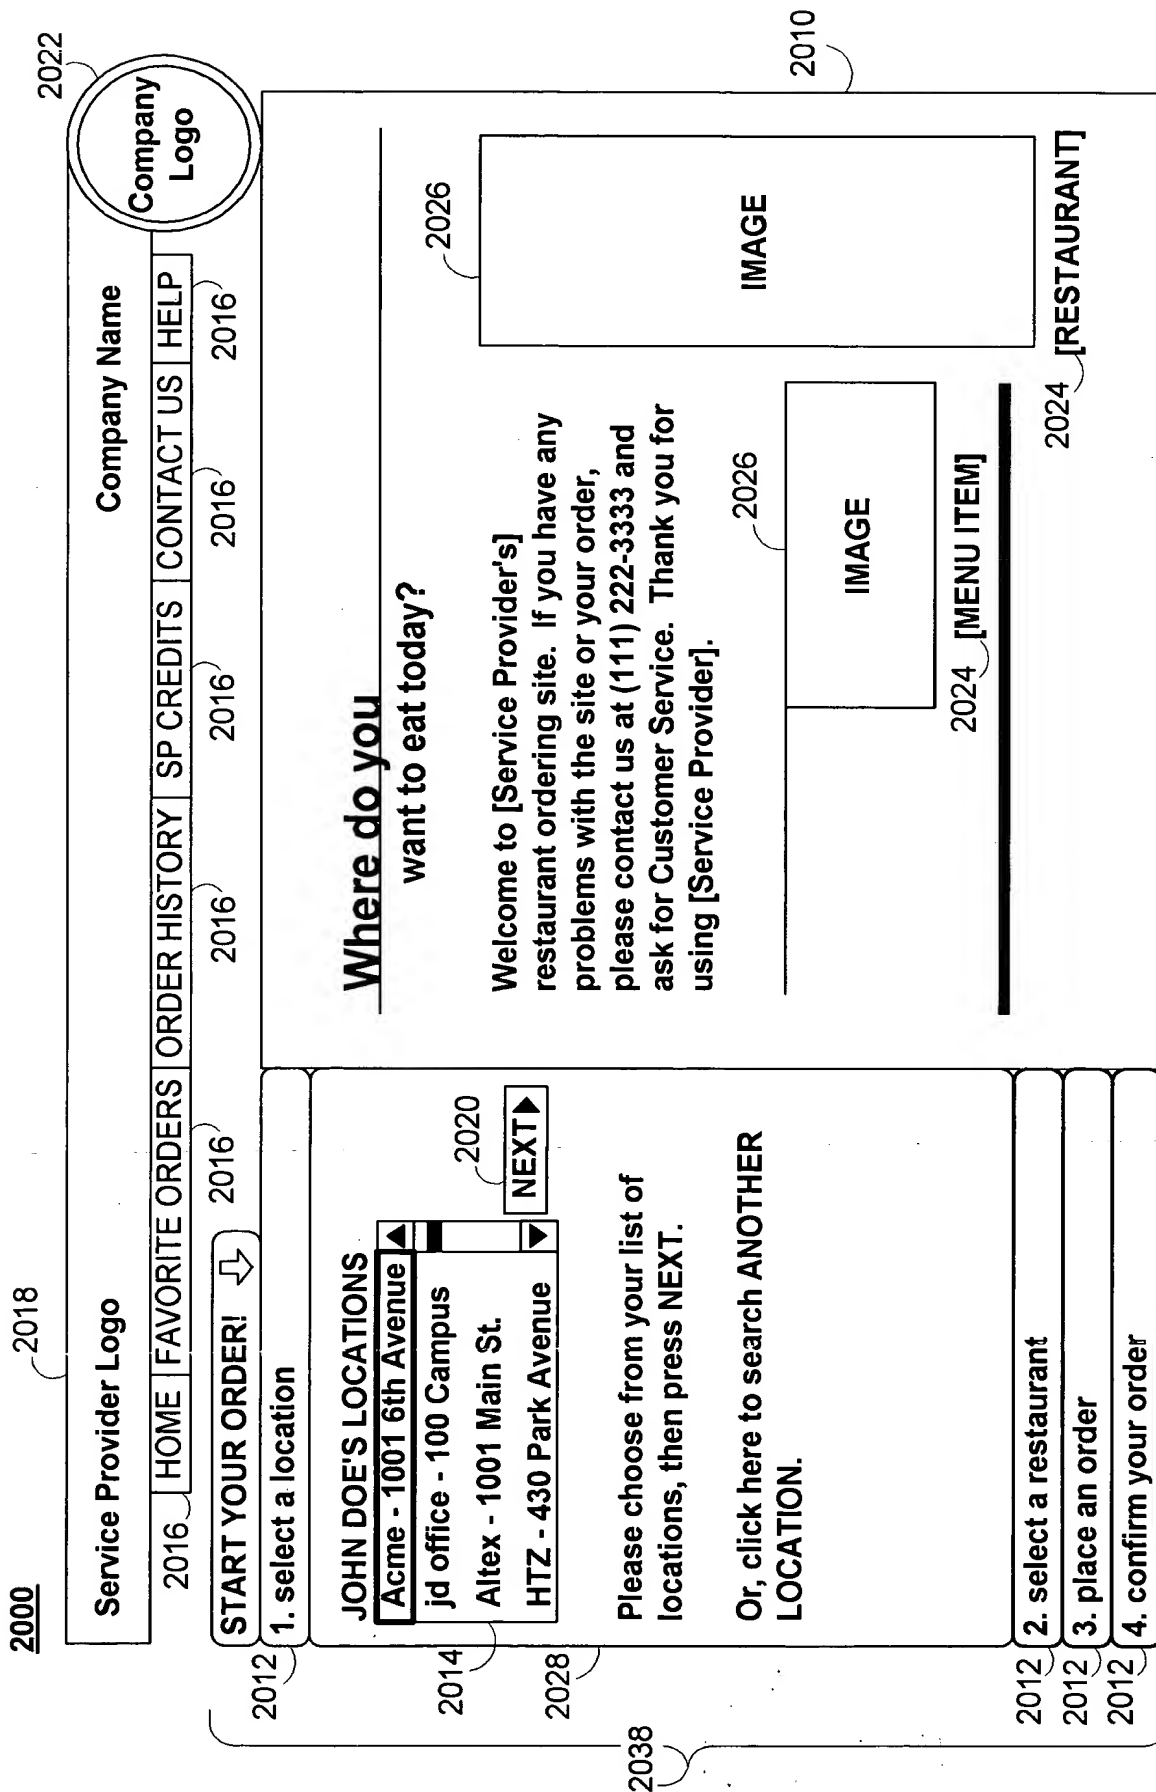 2000
2018
2022
Service Provider Logo
Company Name
Company
Logo
2016
HOME
FAVORITE ORDERS
ORDER HISTORY
SP CREDITS
CONTACT US
HELP
2016
2016
2016
2016
2016
START YOUR ORDER!
2012
1. select a location
JOHN DOE'S LOCATIONS
Acme - 1001 6th Avenue
jd office - 100 Campus
Altex - 1001 Main St.
HTZ - 430 Park Avenue
2014
2020
NEXT
2028
Please choose from your list of
locations, then press NEXT.
Or, click here to search ANOTHER
LOCATION.
2012
2. select a restaurant
2012
3. place an order
2012
4. confirm your order
2038
Where do you
want to eat today?
Welcome to [Service Provider's]
restaurant ordering site. If you have any
problems with the site or your order,
please contact us at (111) 222-3333 and
ask for Customer Service. Thank you for
using [Service Provider].
2026
IMAGE
2026
IMAGE
2024
[MENU ITEM]
2024
[RESTAURANT]
2010